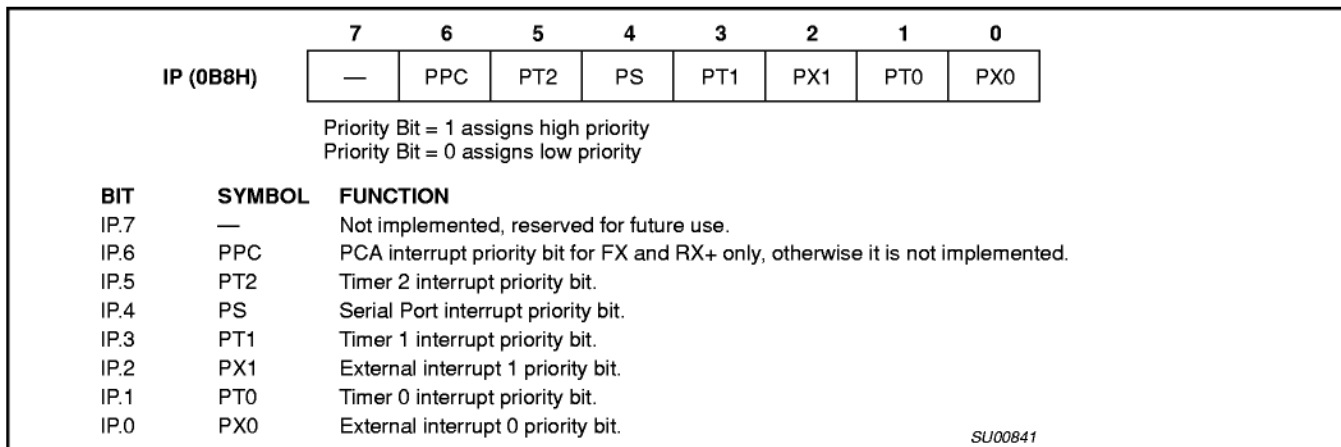 7 6 5 4 3 2 1 0
IP (0B8H) — PPC PT2 PS PT1 PX1 PT0 PX0
Priority Bit = 1 assigns high priority
Priority Bit = 0 assigns low priority
BIT SYMBOL FUNCTION
IP.7 — Not implemented, reserved for future use.
IP.6 PPC PCA interrupt priority bit for FX and RX+ only, otherwise it is not implemented.
IP.5 PT2 Timer 2 interrupt priority bit.
IP.4 PS Serial Port interrupt priority bit.
IP.3 PT1 Timer 1 interrupt priority bit.
IP.2 PX1 External interrupt 1 priority bit.
IP.1 PT0 Timer 0 interrupt priority bit.
IP.0 PX0 External interrupt 0 priority bit.
SU00841